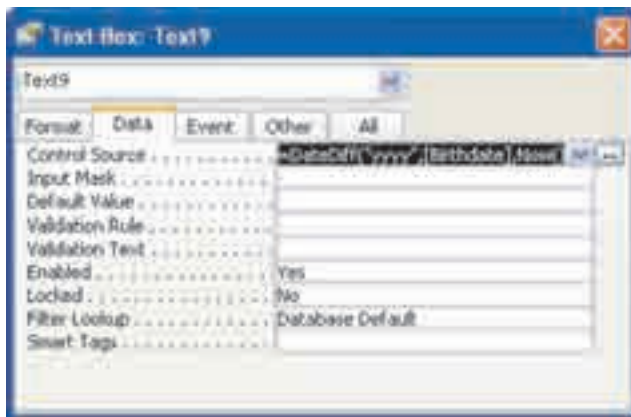 Text Box: Text9
Text9
Format Data Event Other All
Control Source =DateDiff("yyyy",[Birthdate],Now(
Input Mask
Default Value
Validation Rule
Validation Text
Enabled Yes
Locked No
Filter Lookup Database Default
Smart Tags